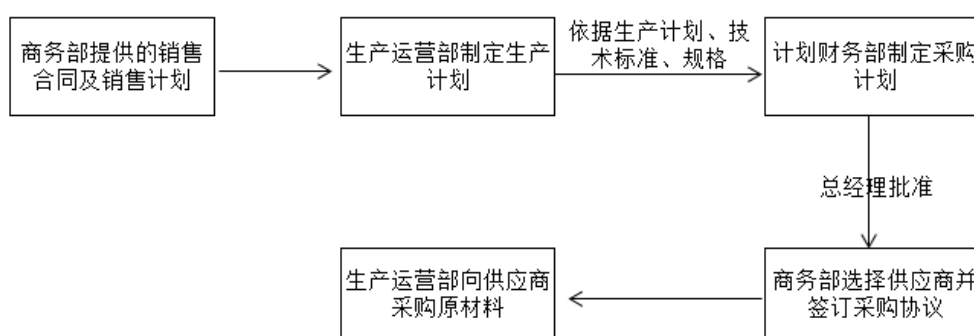 商务部提供的销售
合同及销售计划
生产运营部制定生产
计划
依据生产计划、技
术标准、规格
计划财务部制定采购
计划
总经理批准
商务部选择供应商并
签订采购协议
生产运营部向供应商
采购原材料